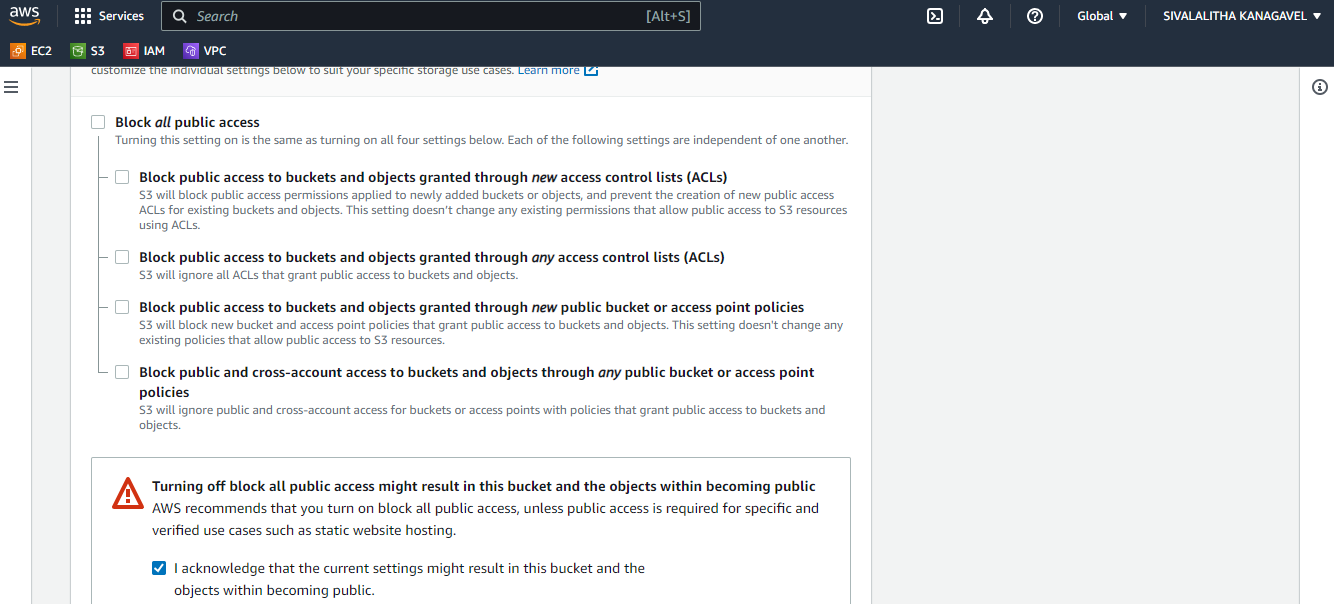 aws
Services
Search
[Alt+S]
Global
SIVALALITHA KANAGAVEL
EC2
S3
IAM
VPC
customize the individual settings below to suit your specific storage use cases. Learn more
Block all public access
Turning this setting on is the same as turning on all four settings below. Each of the following settings are independent of one another.
Block public access to buckets and objects granted through new access control lists (ACLs)
S3 will block public access permissions applied to newly added buckets or objects, and prevent the creation of new public access
ACLs for existing buckets and objects. This setting doesn't change any existing permissions that allow public access to S3 resources
using ACLs.
Block public access to buckets and objects granted through any access control lists (ACLs)
S3 will ignore all ACLs that grant public access to buckets and objects.
Block public access to buckets and objects granted through new public bucket or access point policies
S3 will block new bucket and access point policies that grant public access to buckets and objects. This setting doesn't change any
existing policies that allow public access to S3 resources.
Block public and cross-account access to buckets and objects through any public bucket or access point
policies
S3 will ignore public and cross-account access for buckets or access points with policies that grant public access to buckets and
objects.
Turning off block all public access might result in this bucket and the objects within becoming public
AWS recommends that you turn on block all public access, unless public access is required for specific and
verified use cases such as static website hosting.
I acknowledge that the current settings might result in this bucket and the
objects within becoming public.